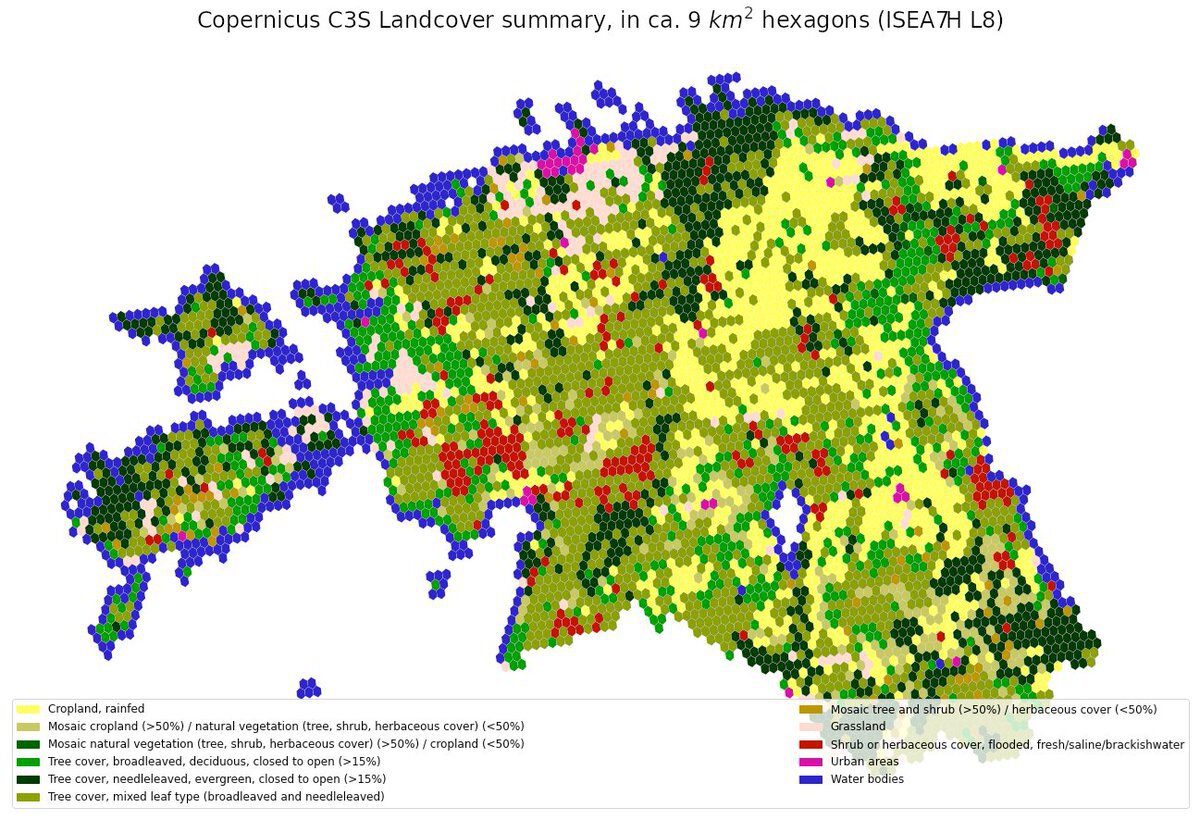 Copernicus C3S Landcover summary, in ca. 9 km² hexagons (ISEA7H L8)
Cropland, rainfed
Mosaic cropland (>50%) / natural vegetation (tree, shrub, herbaceous cover) (<50%)
Mosaic natural vegetation (tree, shrub, herbaceous cover) (>50%) / cropland (<50%)
Tree cover, broadleaved, deciduous, closed to open (>15%)
Tree cover, needleleaved, evergreen, closed to open (>15%)
Tree cover, mixed leaf type (broadleaved and needleleaved)
Mosaic tree and shrub (>50%) / herbaceous cover (<50%)
Grassland
Shrub or herbaceous cover, flooded, fresh/saline/brackishwater
Urban areas
Water bodies